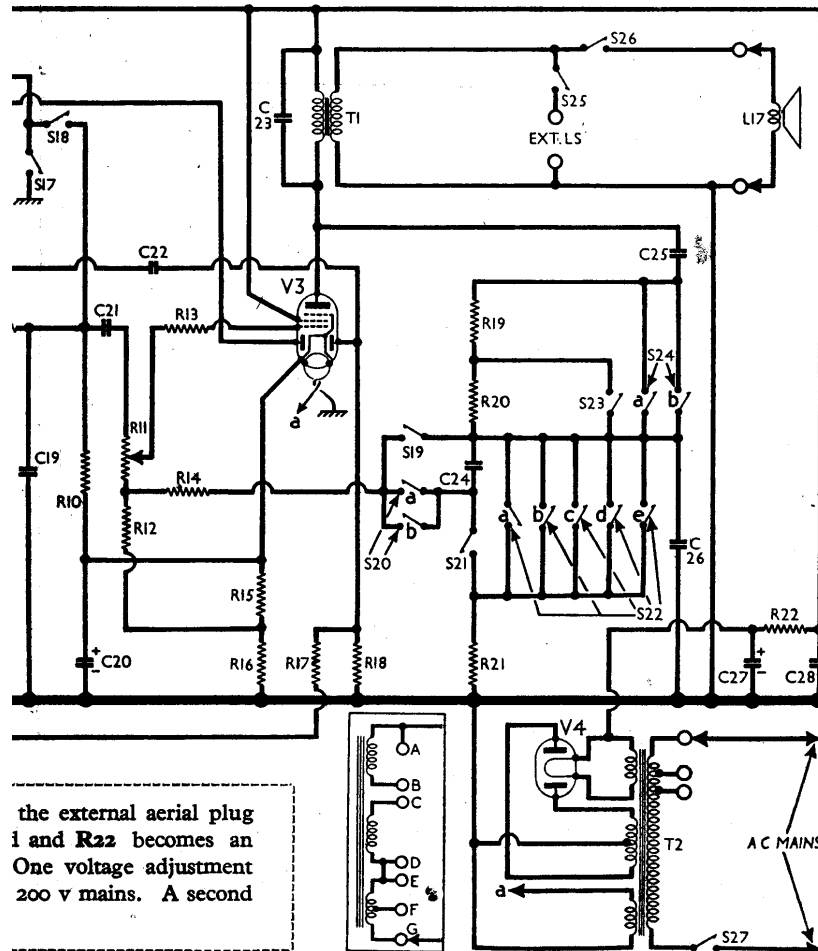 S26
S25
C
23
T1
EXT.LS
L17
S18
S17
C22
C25
V3
C21
R13
R19
S24
S23
a
b
R11
a
R20
S19
C19
C24
R10
R14
a
b
a
b
c
d
e
R12
S20
S21
C
26
R15
S22
R22
+
-
C20
R16
R17
R18
R21
+
-
C27
C28
V4
A
B
C
D
E
F
G
T2
A C MAINS
a
S27
the external aerial plug
and R22 becomes an
One voltage adjustment
200 v mains. A second